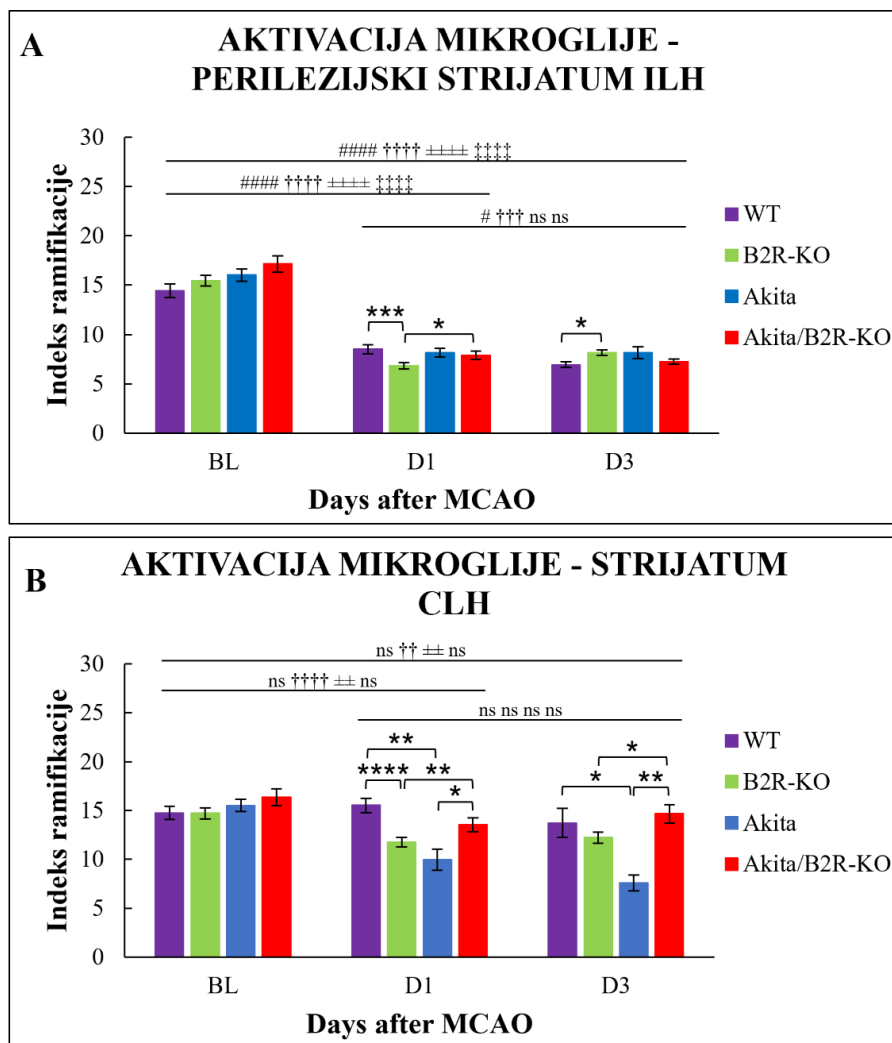 A
AKTIVACIJA MIKROGLIJE -
PERILEZIJSKI STRIJATUM ILH
Indeks ramifikacije
30
25
20
15
10
5
0
#### †††† ±±±± ‡‡‡‡
#### †††† ±±±± ‡‡‡‡
# ††† ns ns
*** *
*
BL D1 D3
Days after MCAO
WT
B2R-KO
Akita
Akita/B2R-KO
B
AKTIVACIJA MIKROGLIJE - STRIJATUM
CLH
Indeks ramifikacije
30
25
20
15
10
5
0
ns †† ±± ns
ns †††† ±± ns
ns ns ns ns
**
**** **
*
*
* **
BL D1 D3
Days after MCAO
WT
B2R-KO
Akita
Akita/B2R-KO